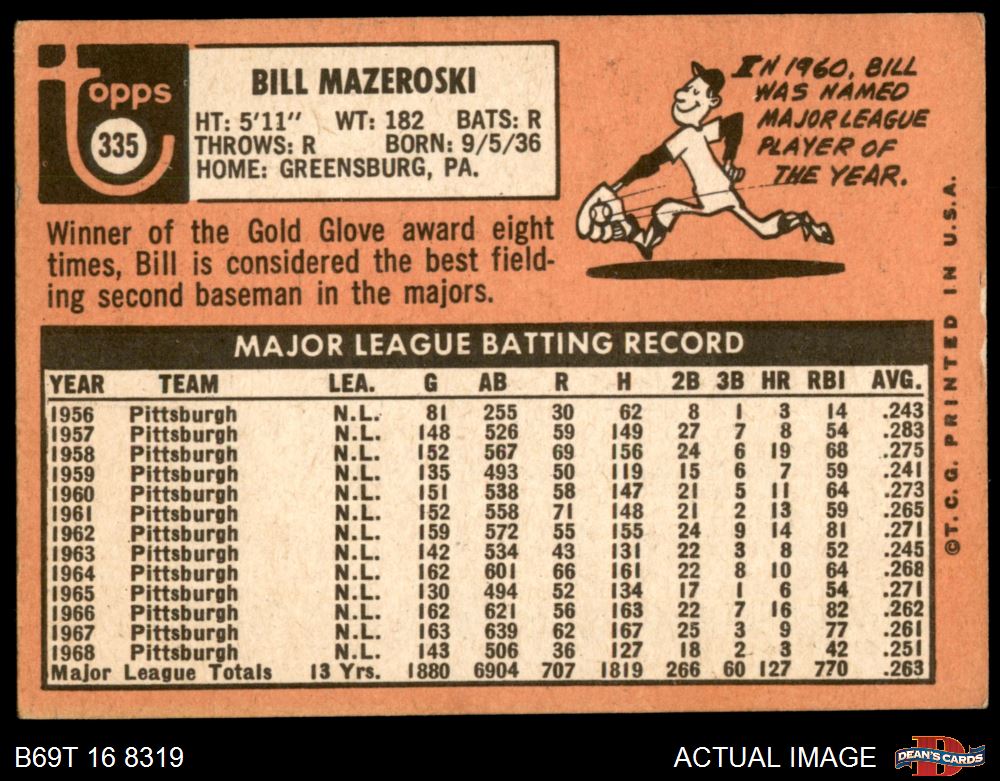 Topps
335
BILL MAZEROSKI
HT: 5'11" WT: 182 BATS: R
THROWS: R BORN: 9/5/36
HOME: GREENSBURG, PA.
IN 1960, BILL
WAS NAMED
MAJOR LEAGUE
PLAYER OF
THE YEAR.
Winner of the Gold Glove award eight
times, Bill is considered the best field-
ing second baseman in the majors.
MAJOR LEAGUE BATTING RECORD
YEAR TEAM LEA. G AB R H 2B 3B HR RBI AVG.
1956 Pittsburgh N.L. 81 255 30 62 8 1 3 14 .243
1957 Pittsburgh N.L. 148 526 59 149 27 7 8 54 .283
1958 Pittsburgh N.L. 152 567 69 156 24 6 19 68 .275
1959 Pittsburgh N.L. 135 493 50 119 15 6 7 59 .241
1960 Pittsburgh N.L. 151 538 58 147 21 5 11 64 .273
1961 Pittsburgh N.L. 152 558 71 148 21 2 13 59 .265
1962 Pittsburgh N.L. 159 572 55 155 24 9 14 81 .271
1963 Pittsburgh N.L. 142 534 43 131 22 3 8 52 .245
1964 Pittsburgh N.L. 162 601 66 161 22 8 10 64 .268
1965 Pittsburgh N.L. 130 494 52 134 17 1 6 54 .271
1966 Pittsburgh N.L. 162 621 56 163 22 7 16 82 .262
1967 Pittsburgh N.L. 163 639 62 167 25 3 9 77 .261
1968 Pittsburgh N.L. 143 506 36 127 18 2 3 42 .251
Major League Totals 13 Yrs. 1880 6904 707 1819 266 60 127 770 .263
©T.C.G. PRINTED IN U.S.A.
B69T 16 8319
ACTUAL IMAGE
D
DEAN'S CARDS